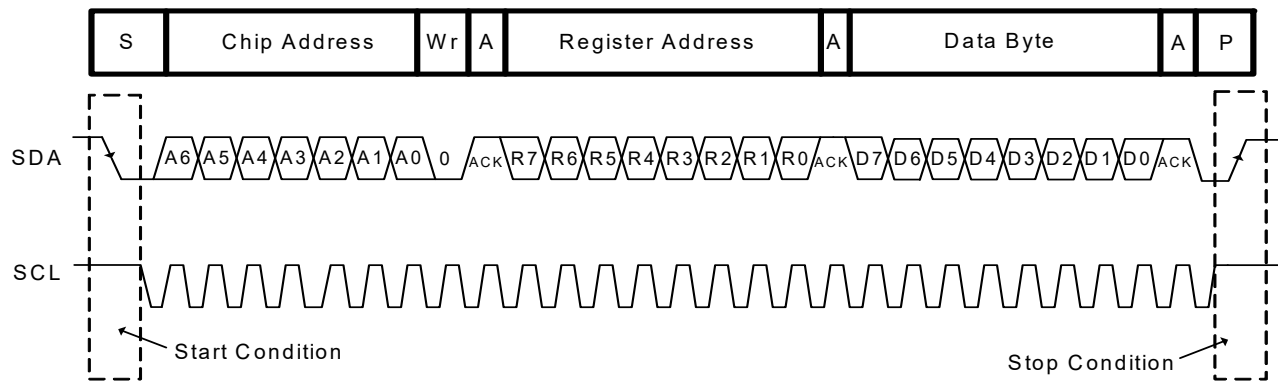 S Chip Address Wr A Register Address A Data Byte A P
SDA A6 A5 A4 A3 A2 A1 A0 0 ACK R7 R6 R5 R4 R3 R2 R1 R0 ACK D7 D6 D5 D4 D3 D2 D1 D0 ACK
SCL
Start Condition
Stop Condition